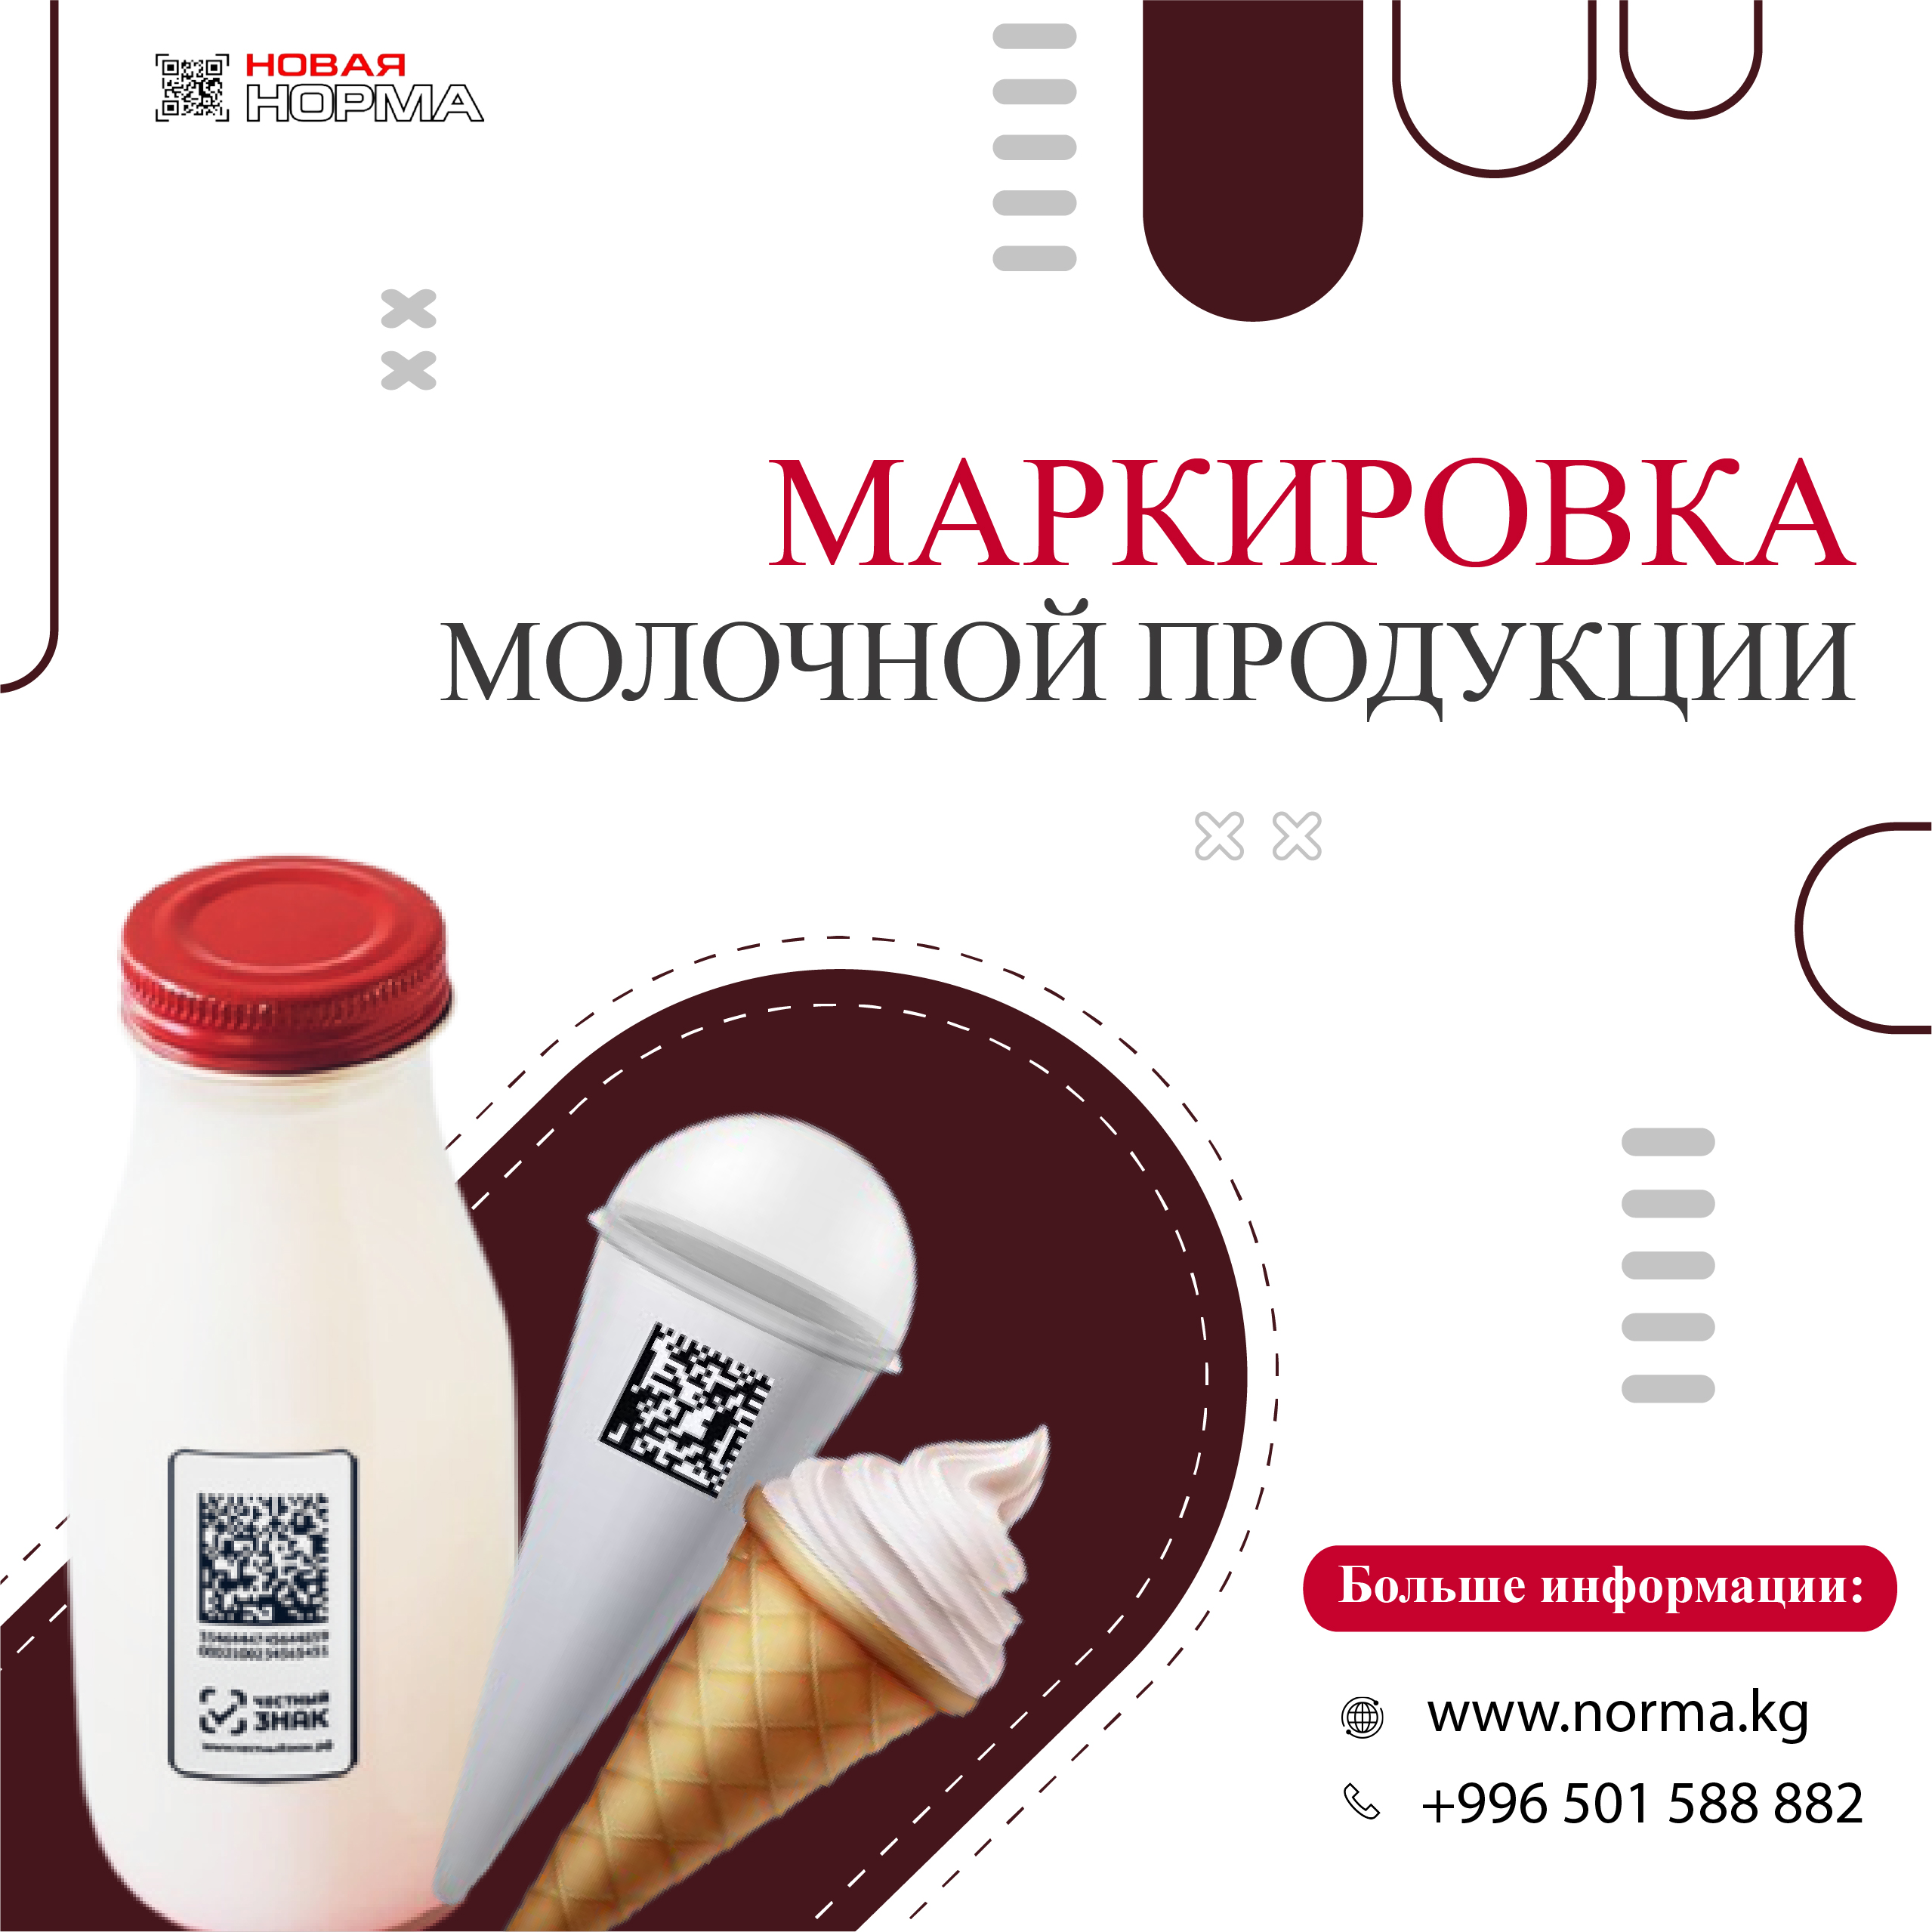 НОВАЯ
НОРМА
МАРКИРОВКА
МОЛОЧНОЙ ПРОДУКЦИИ
ЧЕСТНЫЙ
ЗНАК
Больше информации:
www.norma.kg
+996 501 588 882